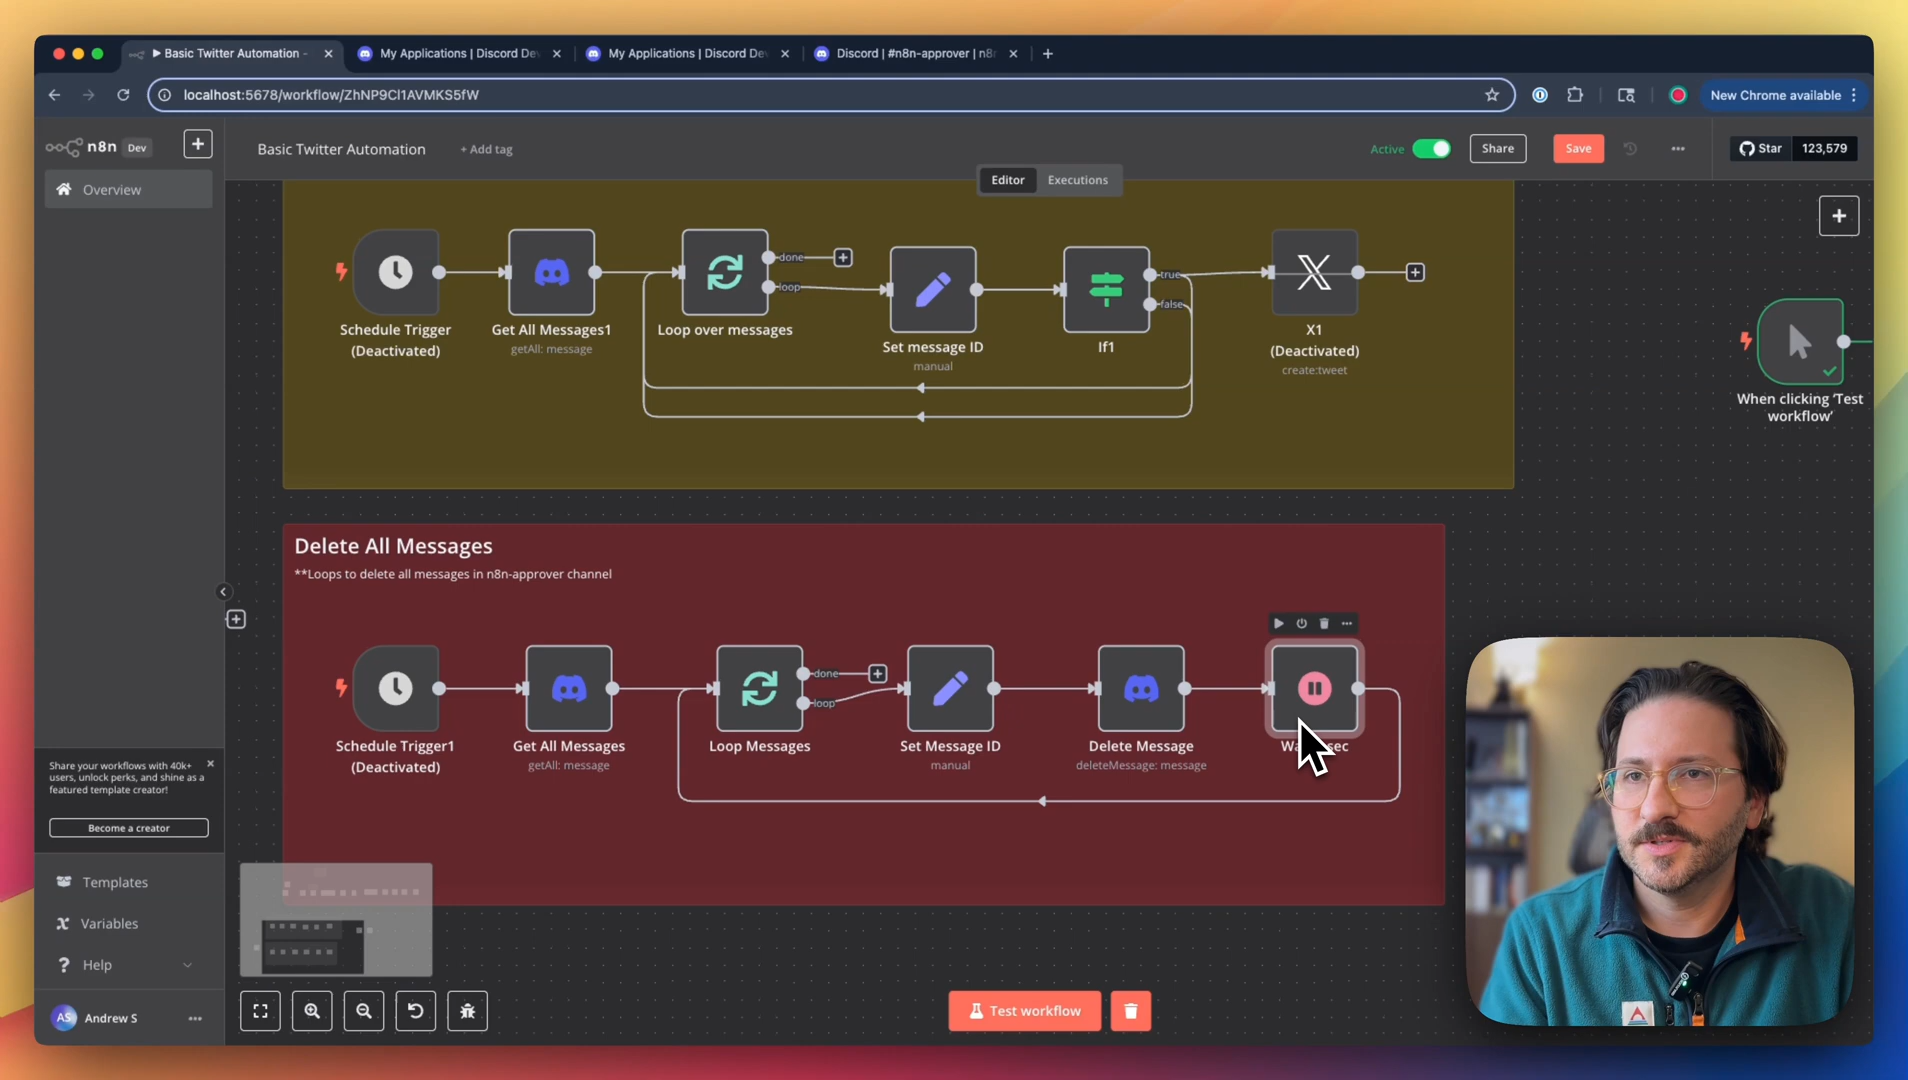 Basic Twitter Automation -
My Applications | Discord De
My Applications | Discord De
Discord | #n8n-approver | n8
localhost:5678/workflow/ZhNP9Cl1AVMKS5fW
New Chrome available
n8n Dev
Basic Twitter Automation
+ Add tag
Active
Share
Save
Star 123,579
Editor
Executions
Overview
done
loop
true
false
Schedule Trigger
(Deactivated)
Get All Messages1
getAll: message
Loop over messages
Set message ID
manual
If1
X1
(Deactivated)
create:tweet
When clicking ‘Test
workflow’
Delete All Messages
**Loops to delete all messages in n8n-approver channel
done
loop
Schedule Trigger1
(Deactivated)
Get All Messages
getAll: message
Loop Messages
Set Message ID
manual
Delete Message
deleteMessage: message
Share your workflows with 40k+
users, unlock perks, and shine as a
featured template creator!
Become a creator
Templates
Variables
Help
AS
Andrew S
Test workflow